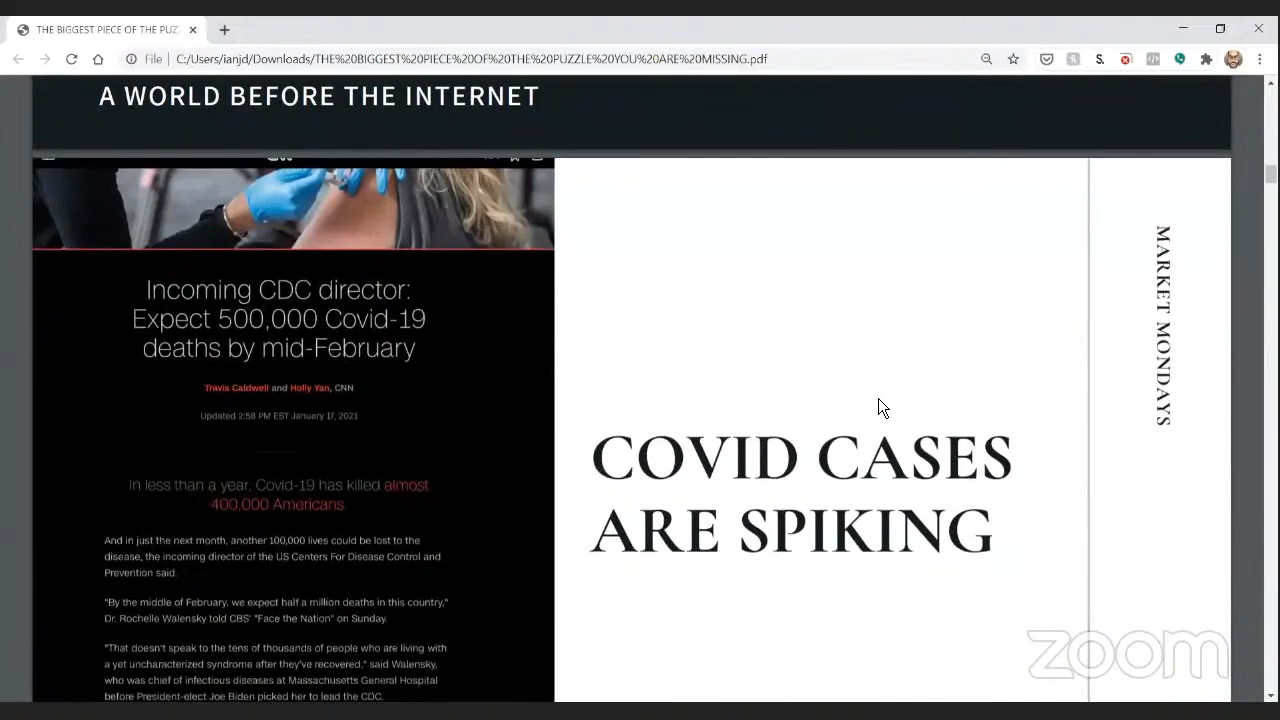 THE BIGGEST PIECE OF THE PUZ
File
C:/Users/ianjd/Downloads/THE%20BIGGEST%20PIECE%20OF%20THE%20PUZZLE%20YOU%20ARE%20MISSING.pdf
A WORLD BEFORE THE INTERNET
Incoming CDC director:
Expect 500,000 Covid-19
deaths by mid-February
Travis Caldwell and Holly Yan, CNN
Updated 2:58 PM EST January 17, 2021
In less than a year, Covid-19 has killed almost
400,000 Americans.
And in just the next month, another 100,000 lives could be lost to the
disease, the incoming director of the US Centers For Disease Control and
Prevention said.
"By the middle of February, we expect half a million deaths in this country,"
Dr. Rochelle Walensky told CBS' "Face the Nation" on Sunday.
"That doesn't speak to the tens of thousands of people who are living with
a yet uncharacterized syndrome after they've recovered," said Walensky,
who was chief of infectious diseases at Massachusetts General Hospital
before President-elect Joe Biden picked her to lead the CDC.
COVID CASES
ARE SPIKING
MARKET MONDAYS
zoom